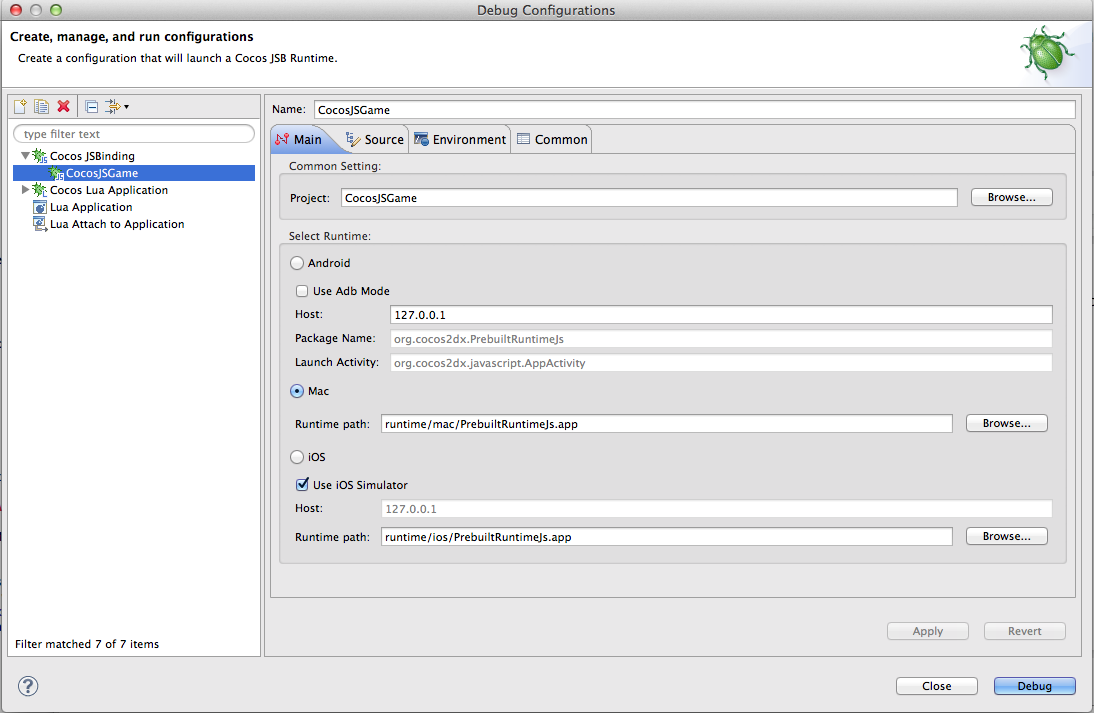 Debug Configurations
Create, manage, and run configurations
Create a configuration that will launch a Cocos JSB Runtime.
type filter text
Cocos JSBinding
CocosJSGame
Cocos Lua Application
Lua Application
Lua Attach to Application
Filter matched 7 of 7 items
Name: CocosJSGame
Main Source Environment Common
Common Setting:
Project: CocosJSGame Browse...
Select Runtime:
Android
Use Adb Mode
Host: 127.0.0.1
Package Name: org.cocos2dx.PrebuiltRuntimeJs
Launch Activity: org.cocos2dx.javascript.AppActivity
Mac
Runtime path: runtime/mac/PrebuiltRuntimeJs.app Browse...
iOS
Use iOS Simulator
Host: 127.0.0.1
Runtime path: runtime/ios/PrebuiltRuntimeJs.app Browse...
Apply Revert
? Close Debug